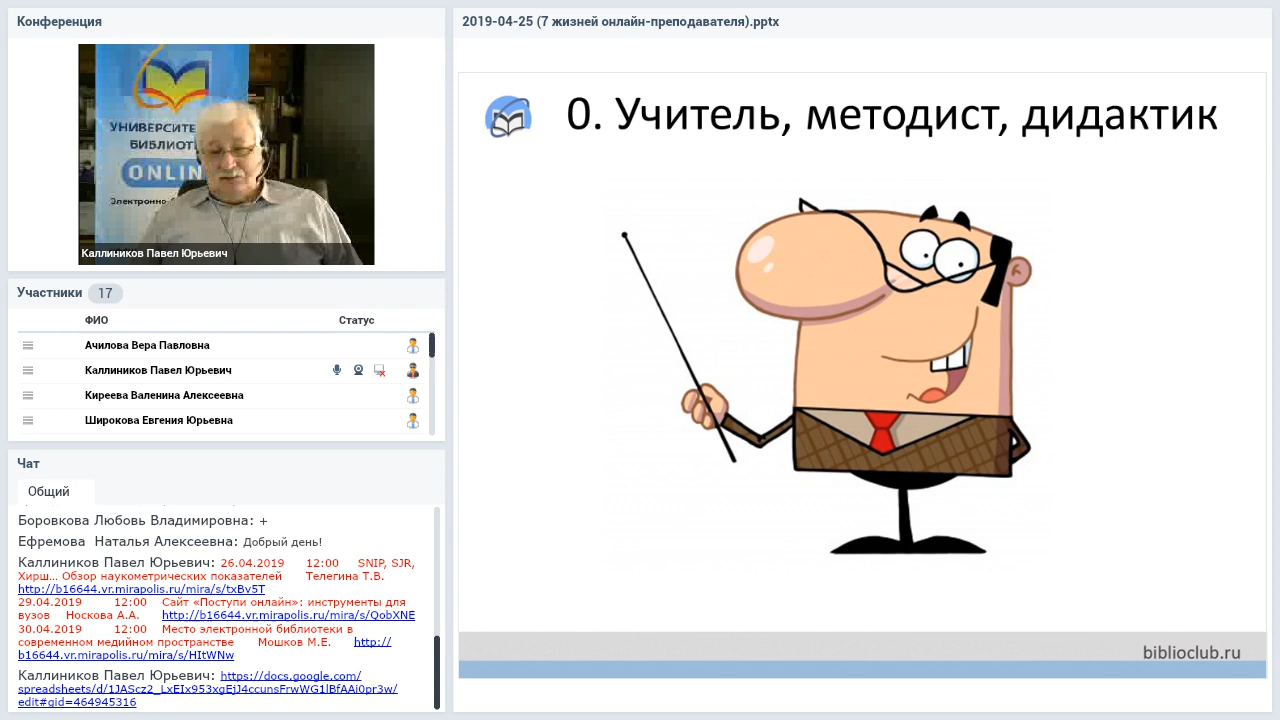 Конференция
УНИВЕРСИТЕ
БИБЛИОТ
ONLIN
Электронно-
Каллиников Павел Юрьевич
Участники 17
ФИО Статус
Ачилова Вера Павловна
Каллиников Павел Юрьевич
Киреева Валенина Алексеевна
Широкова Евгения Юрьевна
Чат
Общий
Боровкова Любовь Владимировна: +
Ефремова Наталья Алексеевна: Добрый день!
Каллиников Павел Юрьевич: 26.04.2019 12:00 SNIP, SJR,
Хирш... Обзор наукометрических показателей Телегина Т.В.
http://b16644.vr.mirapolis.ru/mira/s/txBv5T
29.04.2019 12:00 Сайт «Поступи онлайн»: инструменты для
вузов Носкова А.А. http://b16644.vr.mirapolis.ru/mira/s/QobXNE
30.04.2019 12:00 Место электронной библиотеки в
современном медийном пространстве Мошков М.Е. http://
b16644.vr.mirapolis.ru/mira/s/HItWNw
Каллиников Павел Юрьевич: https://docs.google.com/
spreadsheets/d/1JAScz2_LxEIx953xgEjJ4ccunsFrwWG1lBfAAi0pr3w/
edit#gid=464945316
2019-04-25 (7 жизней онлайн-преподавателя).pptx
0. Учитель, методист, дидактик
biblioclub.ru